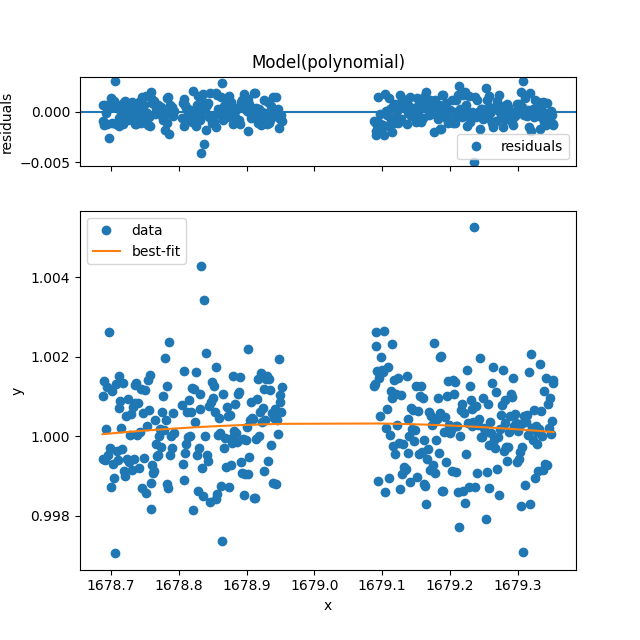 Model(polynomial)
residuals
0.000
−0.005
residuals
data
best-fit
y
1.004
1.002
1.000
0.998
1678.7 1678.8 1678.9 1679.0 1679.1 1679.2 1679.3
x